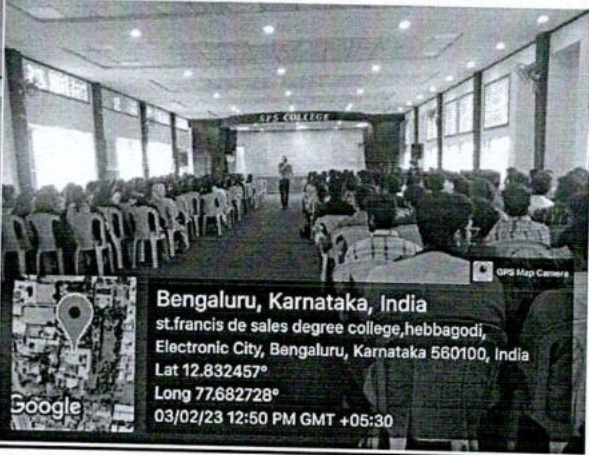 SFS COLLEGE
GPS Map Camera
Bengaluru, Karnataka, India
st.francis de sales degree college,hebbagodi,
Electronic City, Bengaluru, Karnataka 560100, India
Lat 12.832457°
Long 77.682728°
03/02/23 12:50 PM GMT +05:30
Google